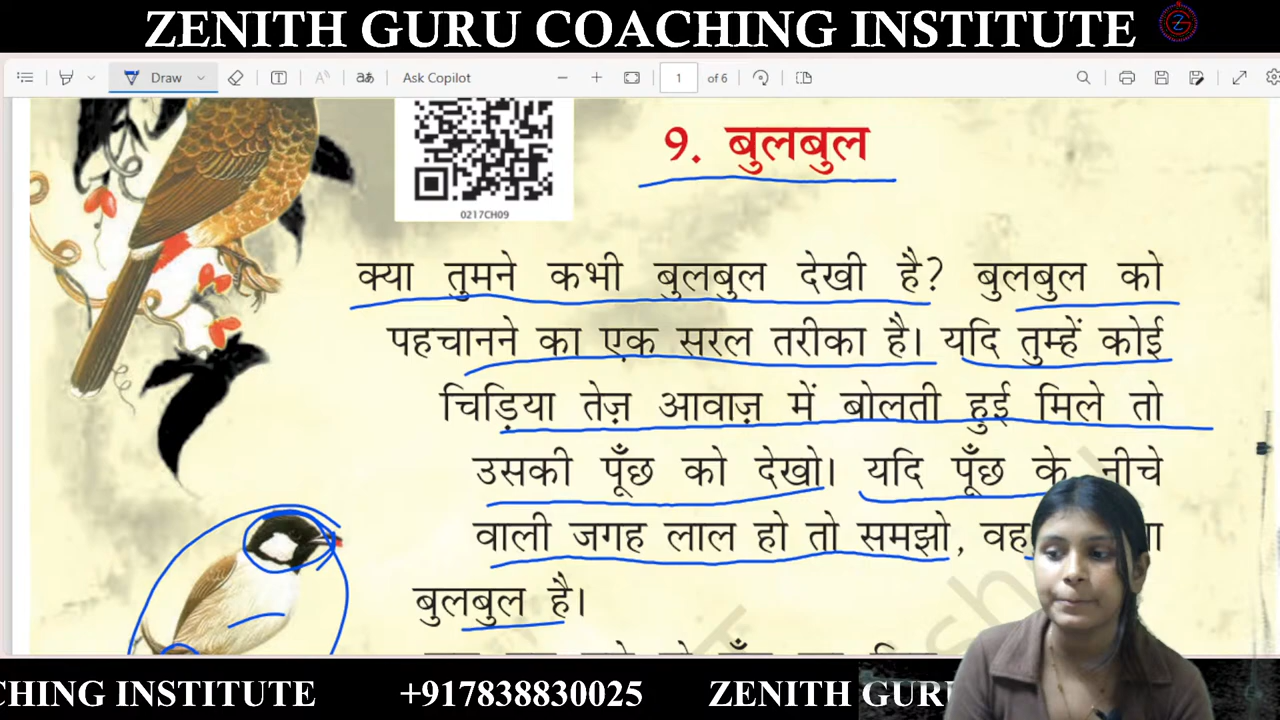 ZENITH GURU COACHING INSTITUTE
Draw
Ask Copilot
1 of 6
0217CH09
9. बुलबुल
क्या तुमने कभी बुलबुल देखी है? बुलबुल को
पहचानने का एक सरल तरीका है। यदि तुम्हें कोई
चिड़िया तेज़ आवाज़ में बोलती हुई मिले तो
उसकी पूँछ को देखो। यदि पूँछ के नीचे
वाली जगह लाल हो तो समझो,
बुलबुल है।
CHING INSTITUTE +917838830025 ZENITH GUR